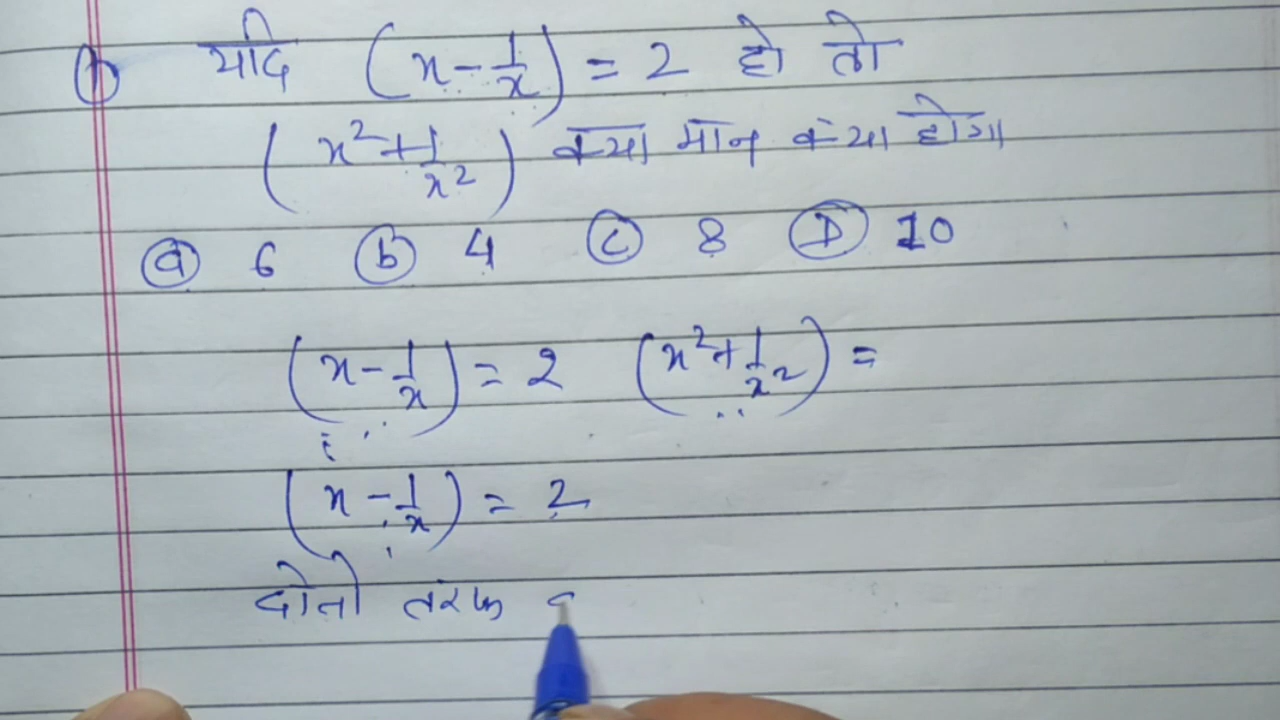 ① यदि (x - 1/x) = 2 हो तो
(x² + 1/x²) क्या मान क्या होगा
ⓐ 6 ⓑ 4 ⓒ 8 Ⓓ 10
(x - 1/x) = 2 (x² + 1/x²) =
(x - 1/x) = 2
दोनो तरफ